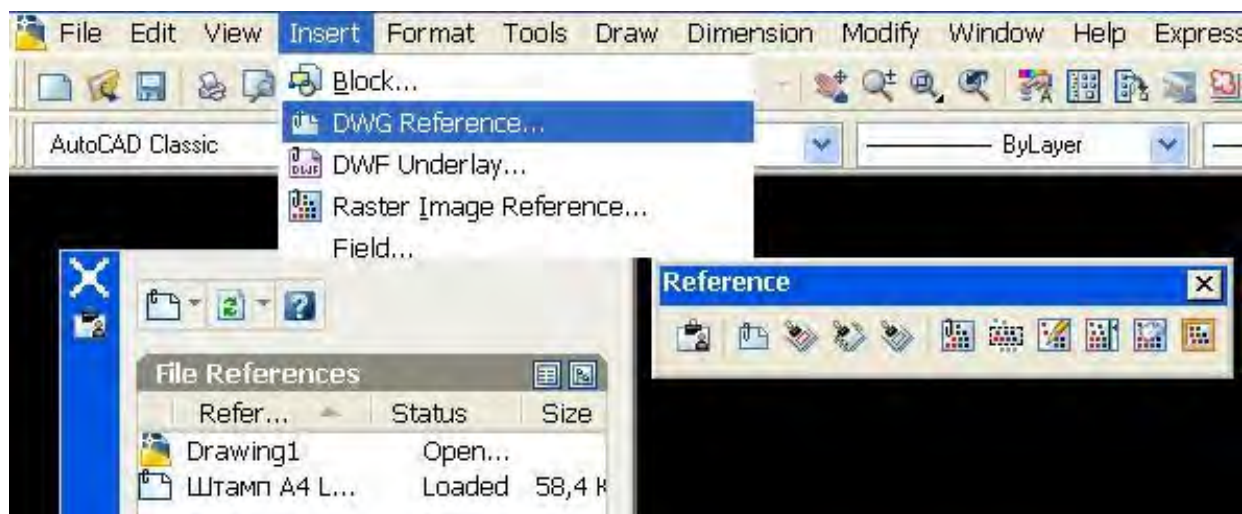 File Edit View Insert Format Tools Draw Dimension Modify Window Help Express
Block...
DWG Reference...
AutoCAD Classic
ByLayer
DWF Underlay...
Raster Image Reference...
Field...
Reference
File References
Refer... Status Size
Drawing1 Open...
Штамп A4 L... Loaded 58,4 K